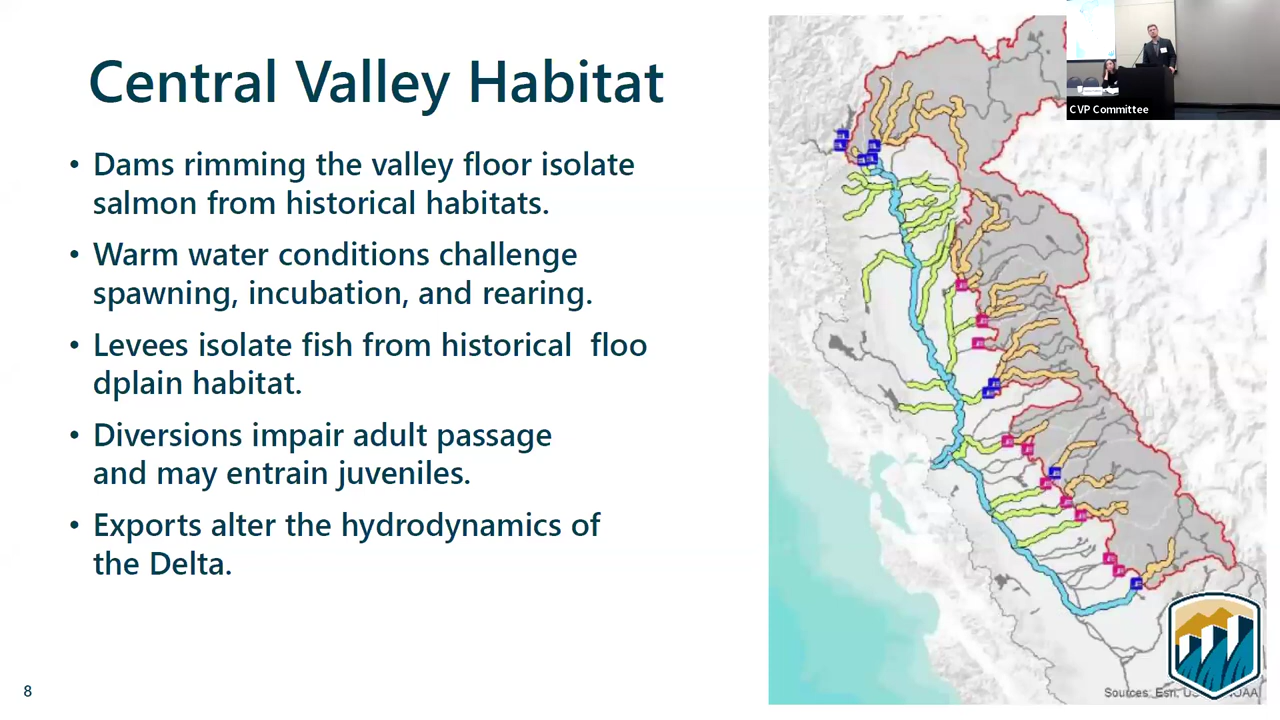 Central Valley Habitat
• Dams rimming the valley floor isolate
salmon from historical habitats.
• Warm water conditions challenge
spawning, incubation, and rearing.
• Levees isolate fish from historical  floo
dplain habitat.
• Diversions impair adult passage
and may entrain juveniles.
• Exports alter the hydrodynamics of
the Delta.
8
CVP Committee
Sources: Esri,